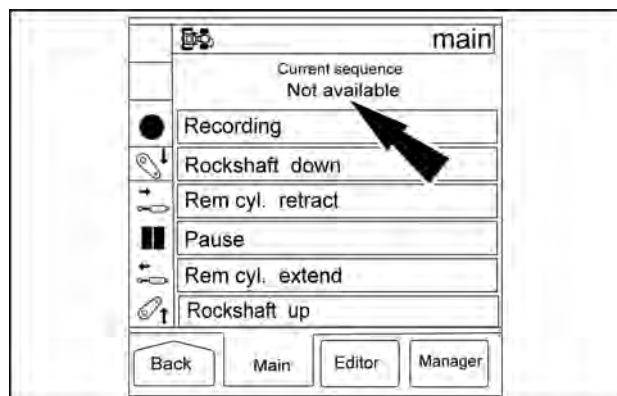 main
Current sequence
Not available
Recording
Rockshaft down
Rem cyl. retract
Pause
Rem cyl. extend
Rockshaft up
Back
Main
Editor
Manager